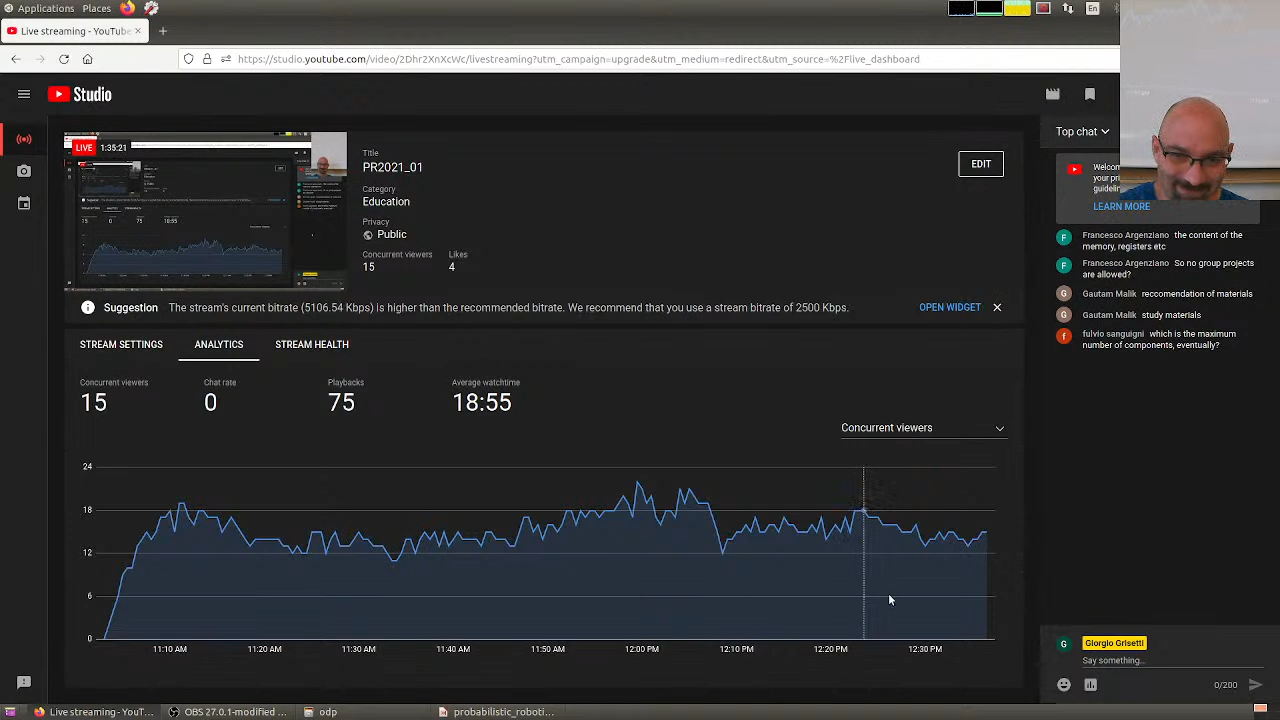 Applications Places
En
Live streaming - YouTube
https://studio.youtube.com/video/2DhrZXnXcWc/livestreaming?utm_campaign=upgrade&utm_medium=redirect&utm_source=%2Flive_dashboard
Studio
LIVE 1:35:21
Title
PR2021_01
Category
Education
Privacy
Public
Concurrent viewers Likes
15 4
EDIT
Suggestion The stream's current bitrate (5106.54 Kbps) is higher than the recommended bitrate. We recommend that you use a stream bitrate of 2500 Kbps. OPEN WIDGET
STREAM SETTINGS ANALYTICS STREAM HEALTH
Concurrent viewers Chat rate Playbacks Average watchtime
15 0 75 18:55
Concurrent viewers
24
18
12
6
0
11:10 AM 11:20 AM 11:30 AM 11:40 AM 11:50 AM 12:00 PM 12:10 PM 12:20 PM 12:30 PM
Top chat
LEARN MORE
F Francesco Argenziano the content of the
memory, registers etc
F Francesco Argenziano So no group projects
are allowed?
G Gautam Malik reccomendation of materials
G Gautam Malik study materials
f fulvio sanguigni which is the maximum
number of components, eventually?
G Giorgio Grisetti
Say something...
0/200
Live streaming - YouT... OBS 27.0.1-modified ... odp probabilistic_roboti...